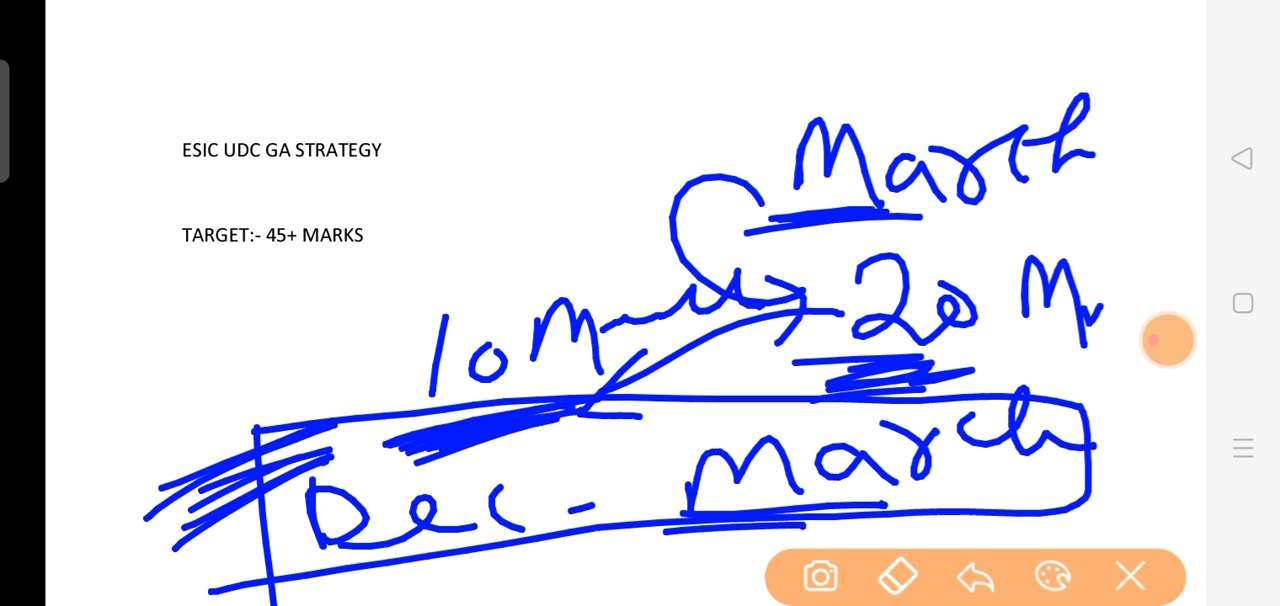 ESIC UDC GA STRATEGY
March
TARGET:- 45+ MARKS
20 M
10 M
Dec - March